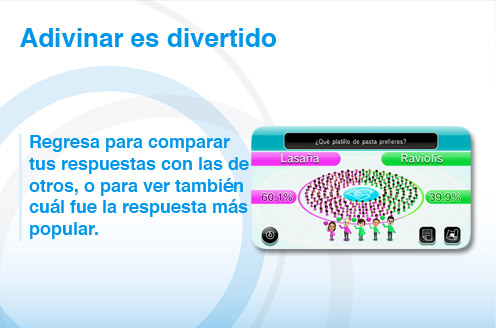 Adivinar es divertido
Regresa para comparar
tus respuestas con las de
otros, o para ver también
cuál fue la respuesta más
popular.
¿Qué platillo de pasta prefieres?
Lasaña Raviolis
60.1% 39.9%